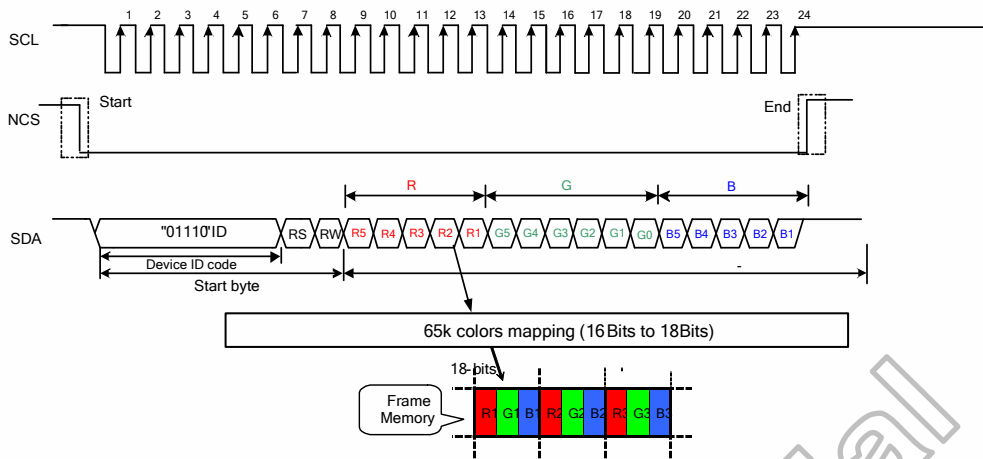 1 2 3 4 5 6 7 8 9 10 11 12 13 14 15 16 17 18 19 20 21 22 23 24
SCL
Start
End
NCS
R G B
SDA
"01110"ID RS RW R5 R4 R3 R2 R1 G5 G4 G3 G2 G1 G0 B5 B4 B3 B2 B1
Device ID code
Start byte
-
65k colors mapping (16Bits to 18Bits)
18-bits
Frame
Memory
R1 G1 B1 R2 G2 B2 R3 G3 B3